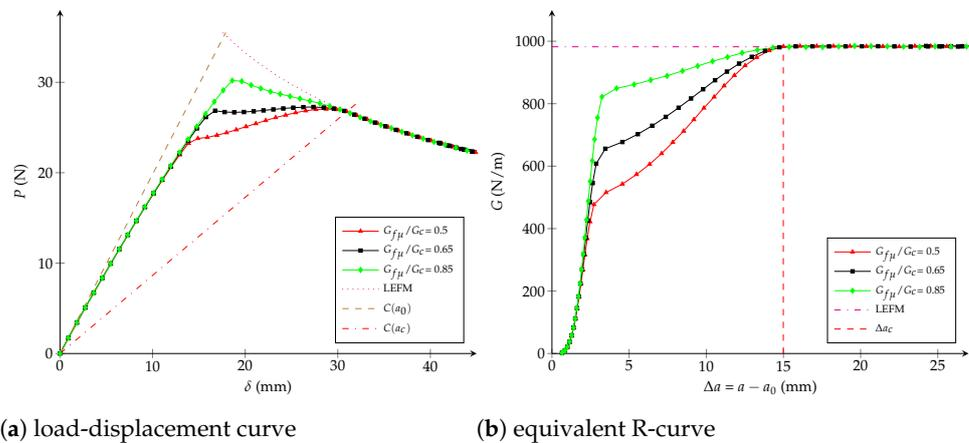 30
20
10
0
P (N)
0
10
20
30
40
δ (mm)
G_{fμ}/G_c = 0.5
G_{fμ}/G_c = 0.65
G_{fμ}/G_c = 0.85
LEFM
C(a_0)
C(a_c)
(a) load-displacement curve
1000
800
600
400
200
0
G (N/m)
0
5
10
15
20
25
Δa = a − a_0 (mm)
G_{fμ}/G_c = 0.5
G_{fμ}/G_c = 0.65
G_{fμ}/G_c = 0.85
LEFM
Δa_c
(b) equivalent R-curve